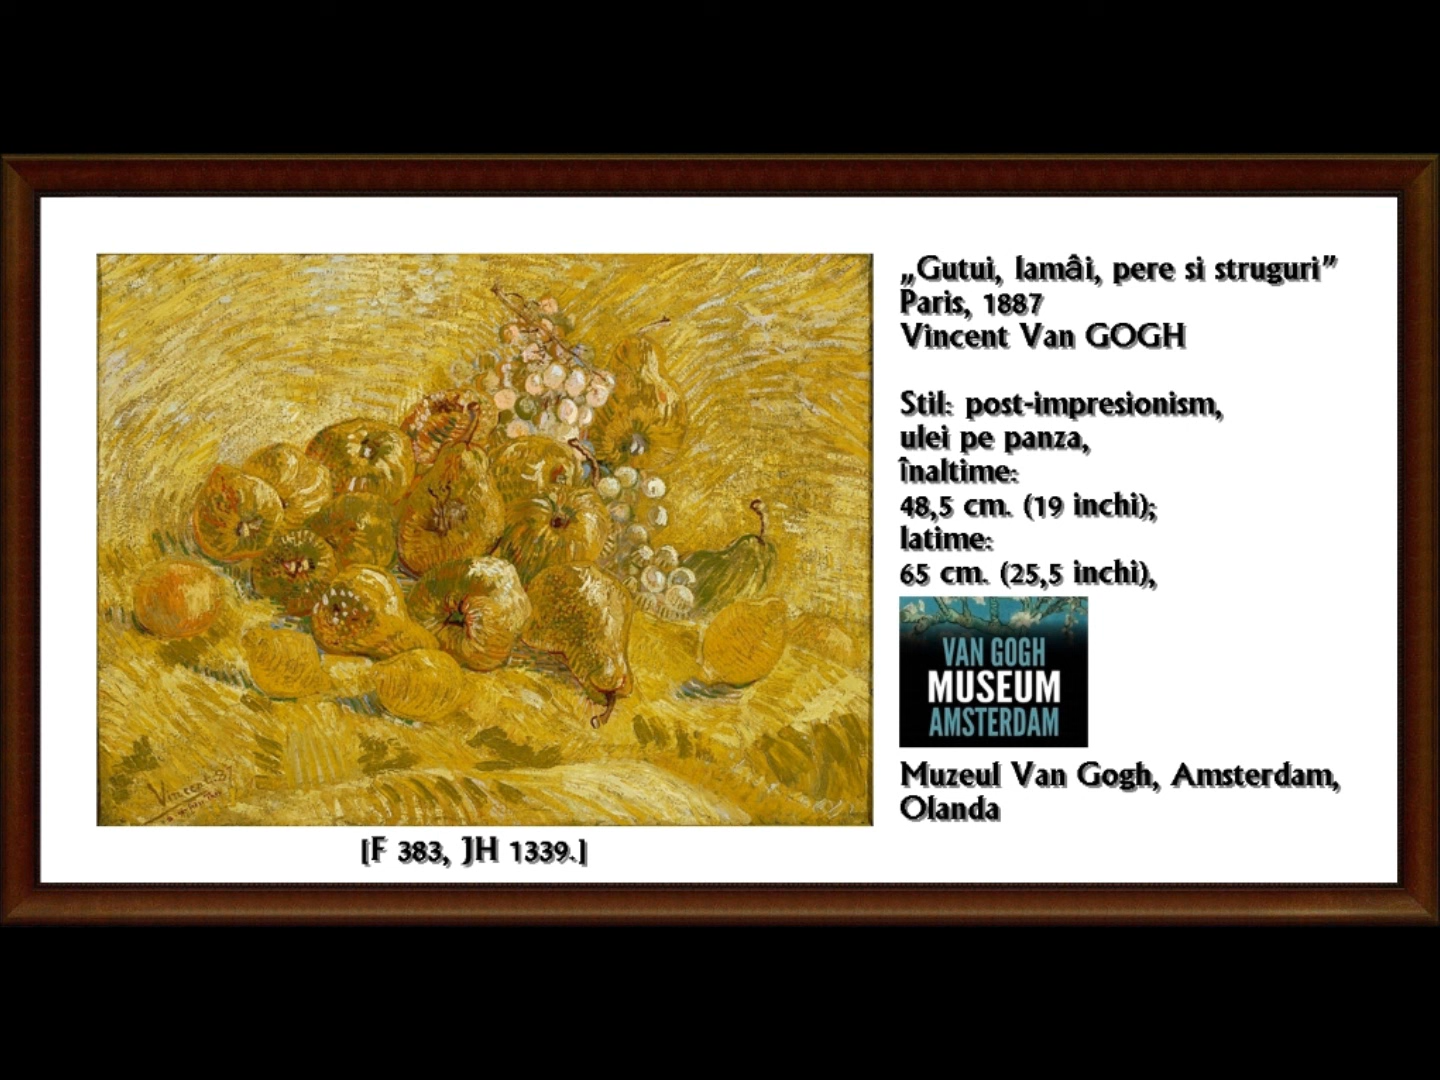 „Gutui, lamâi, pere si struguri”
Paris, 1887
Vincent Van GOGH
Stil: post-impresionism,
ulei pe panza,
înaltime:
48,5 cm. (19 inchi);
latime:
65 cm. (25,5 inchi),
VAN GOGH
MUSEUM
AMSTERDAM
Muzeul Van Gogh, Amsterdam,
Olanda
Vincent 87
[F 383, JH 1339.]